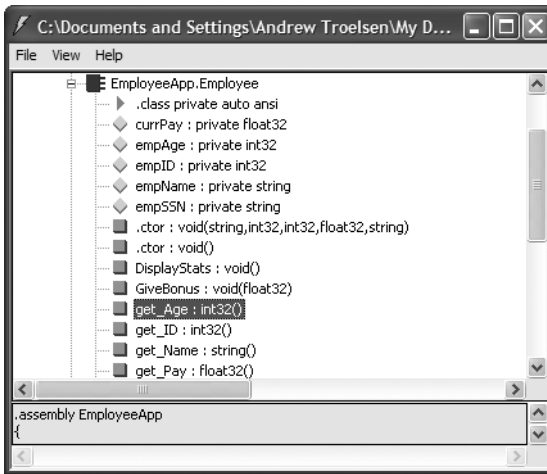 C:\Documents and Settings\Andrew Troelsen\My D...
File View Help
EmployeeApp.Employee
.class private auto ansi
currPay : private float32
empAge : private int32
empID : private int32
empName : private string
empSSN : private string
.ctor : void(string,int32,int32,float32,string)
.ctor : void()
DisplayStats : void()
GiveBonus : void(float32)
get_Age : int32()
get_ID : int32()
get_Name : string()
get_Pay : float32()
.assembly EmployeeApp
{